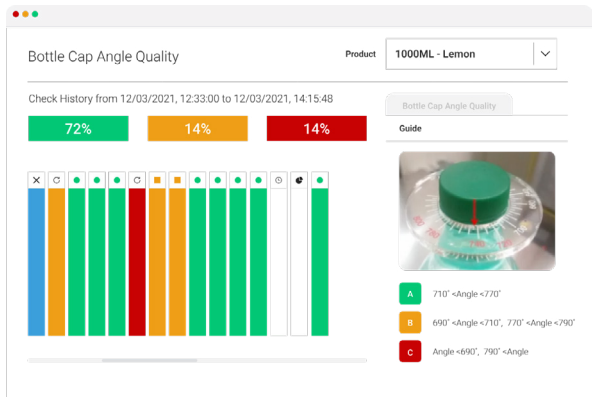 Bottle Cap Angle Quality
Product
1000ML - Lemon
Check History from 12/03/2021, 12:33:00 to 12/03/2021, 14:15:48
72%
14%
14%
Bottle Cap Angle Quality
Guide
A
710˚ <Angle <770˚
B
690˚ <Angle <710˚, 770˚ <Angle <790˚
C
Angle <690˚, 790˚ <Angle